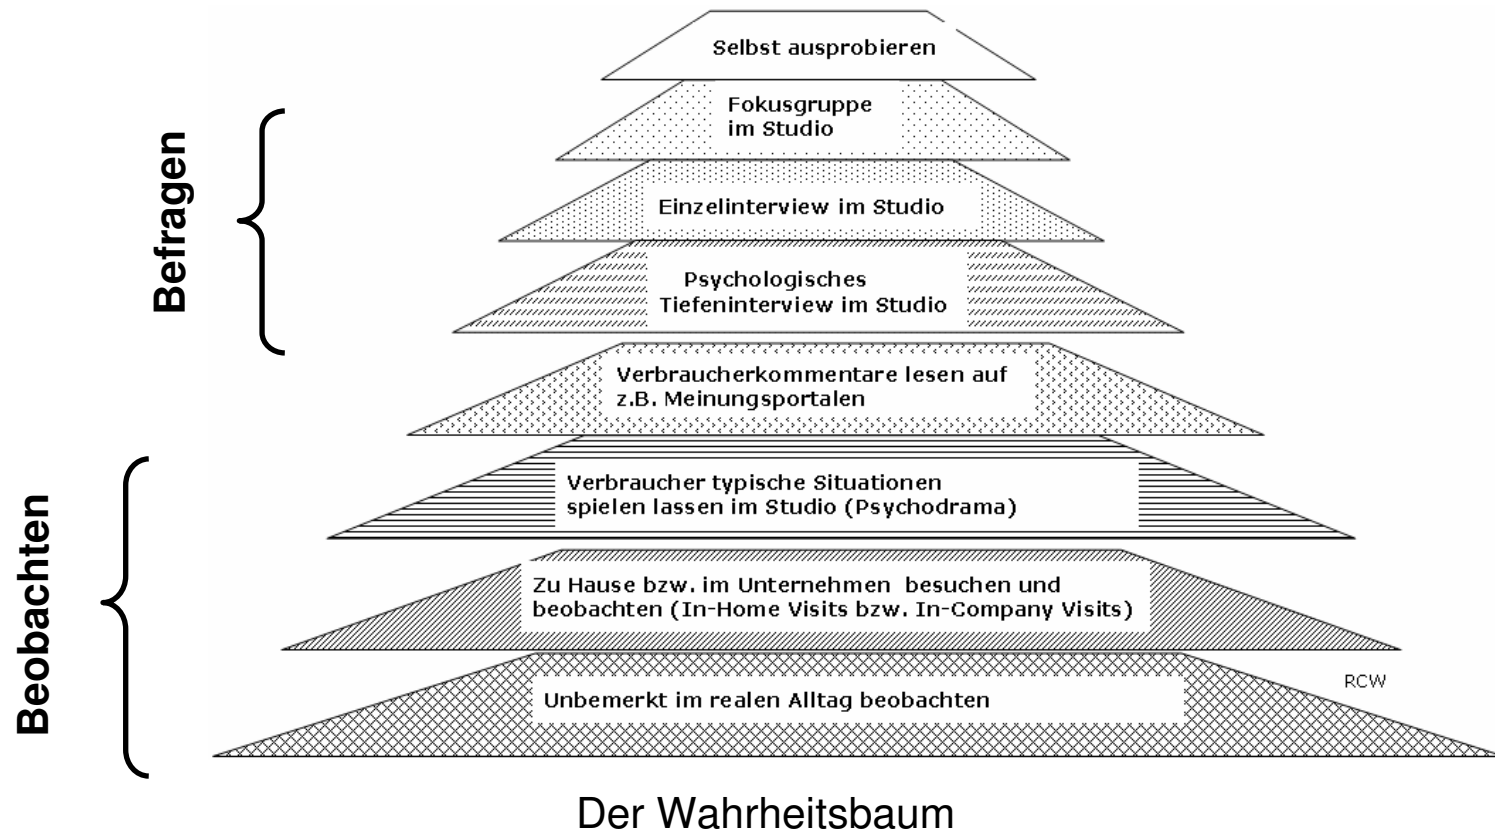 Selbst ausprobieren
Fokusgruppe
im Studio
Einzelinterview im Studio
Psychologisches
Tiefeninterview im Studio
Befragen
Verbraucherkommentare lesen auf
z.B. Meinungsportalen
Verbraucher typische Situationen
spielen lassen im Studio (Psychodrama)
Zu Hause bzw. im Unternehmen besuchen und
beobachten (In-Home Visits bzw. In-Company Visits)
Unbemerkt im realen Alltag beobachten
Beobachten
RCW
Der Wahrheitsbaum